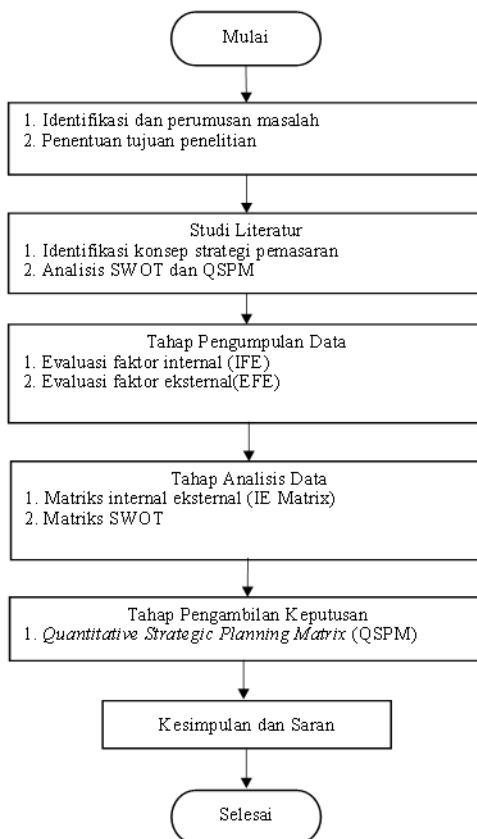 Mulai
1. Identifikasi dan perumusan masalah
2. Penentuan tujuan penelitian
Studi Literatur
1. Identifikasi konsep strategi pemasaran
2. Analisis SWOT dan QSPM
Tahap Pengumpulan Data
1. Evaluasi faktor internal (IFE)
2. Evaluasi faktor eksternal(EFE)
Tahap Analisis Data
1. Matriks internal eksternal (IE Matrix)
2. Matriks SWOT
Tahap Pengambilan Keputusan
1. Quantitative Strategic Planning Matrix (QSPM)
Kesimpulan dan Saran
Selesai